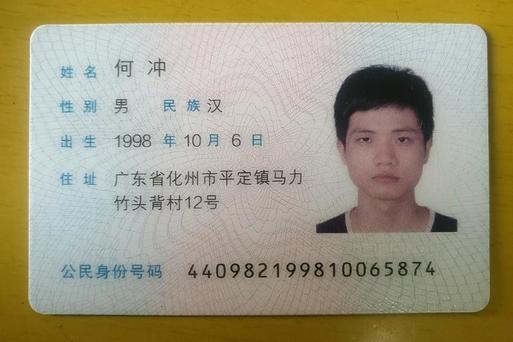 姓名 何冲
性别 男 民族 汉
出生 1998 年 10 月 6 日
住址 广东省化州市平定镇马力
竹头背村12号
公民身份号码 440982199810065874